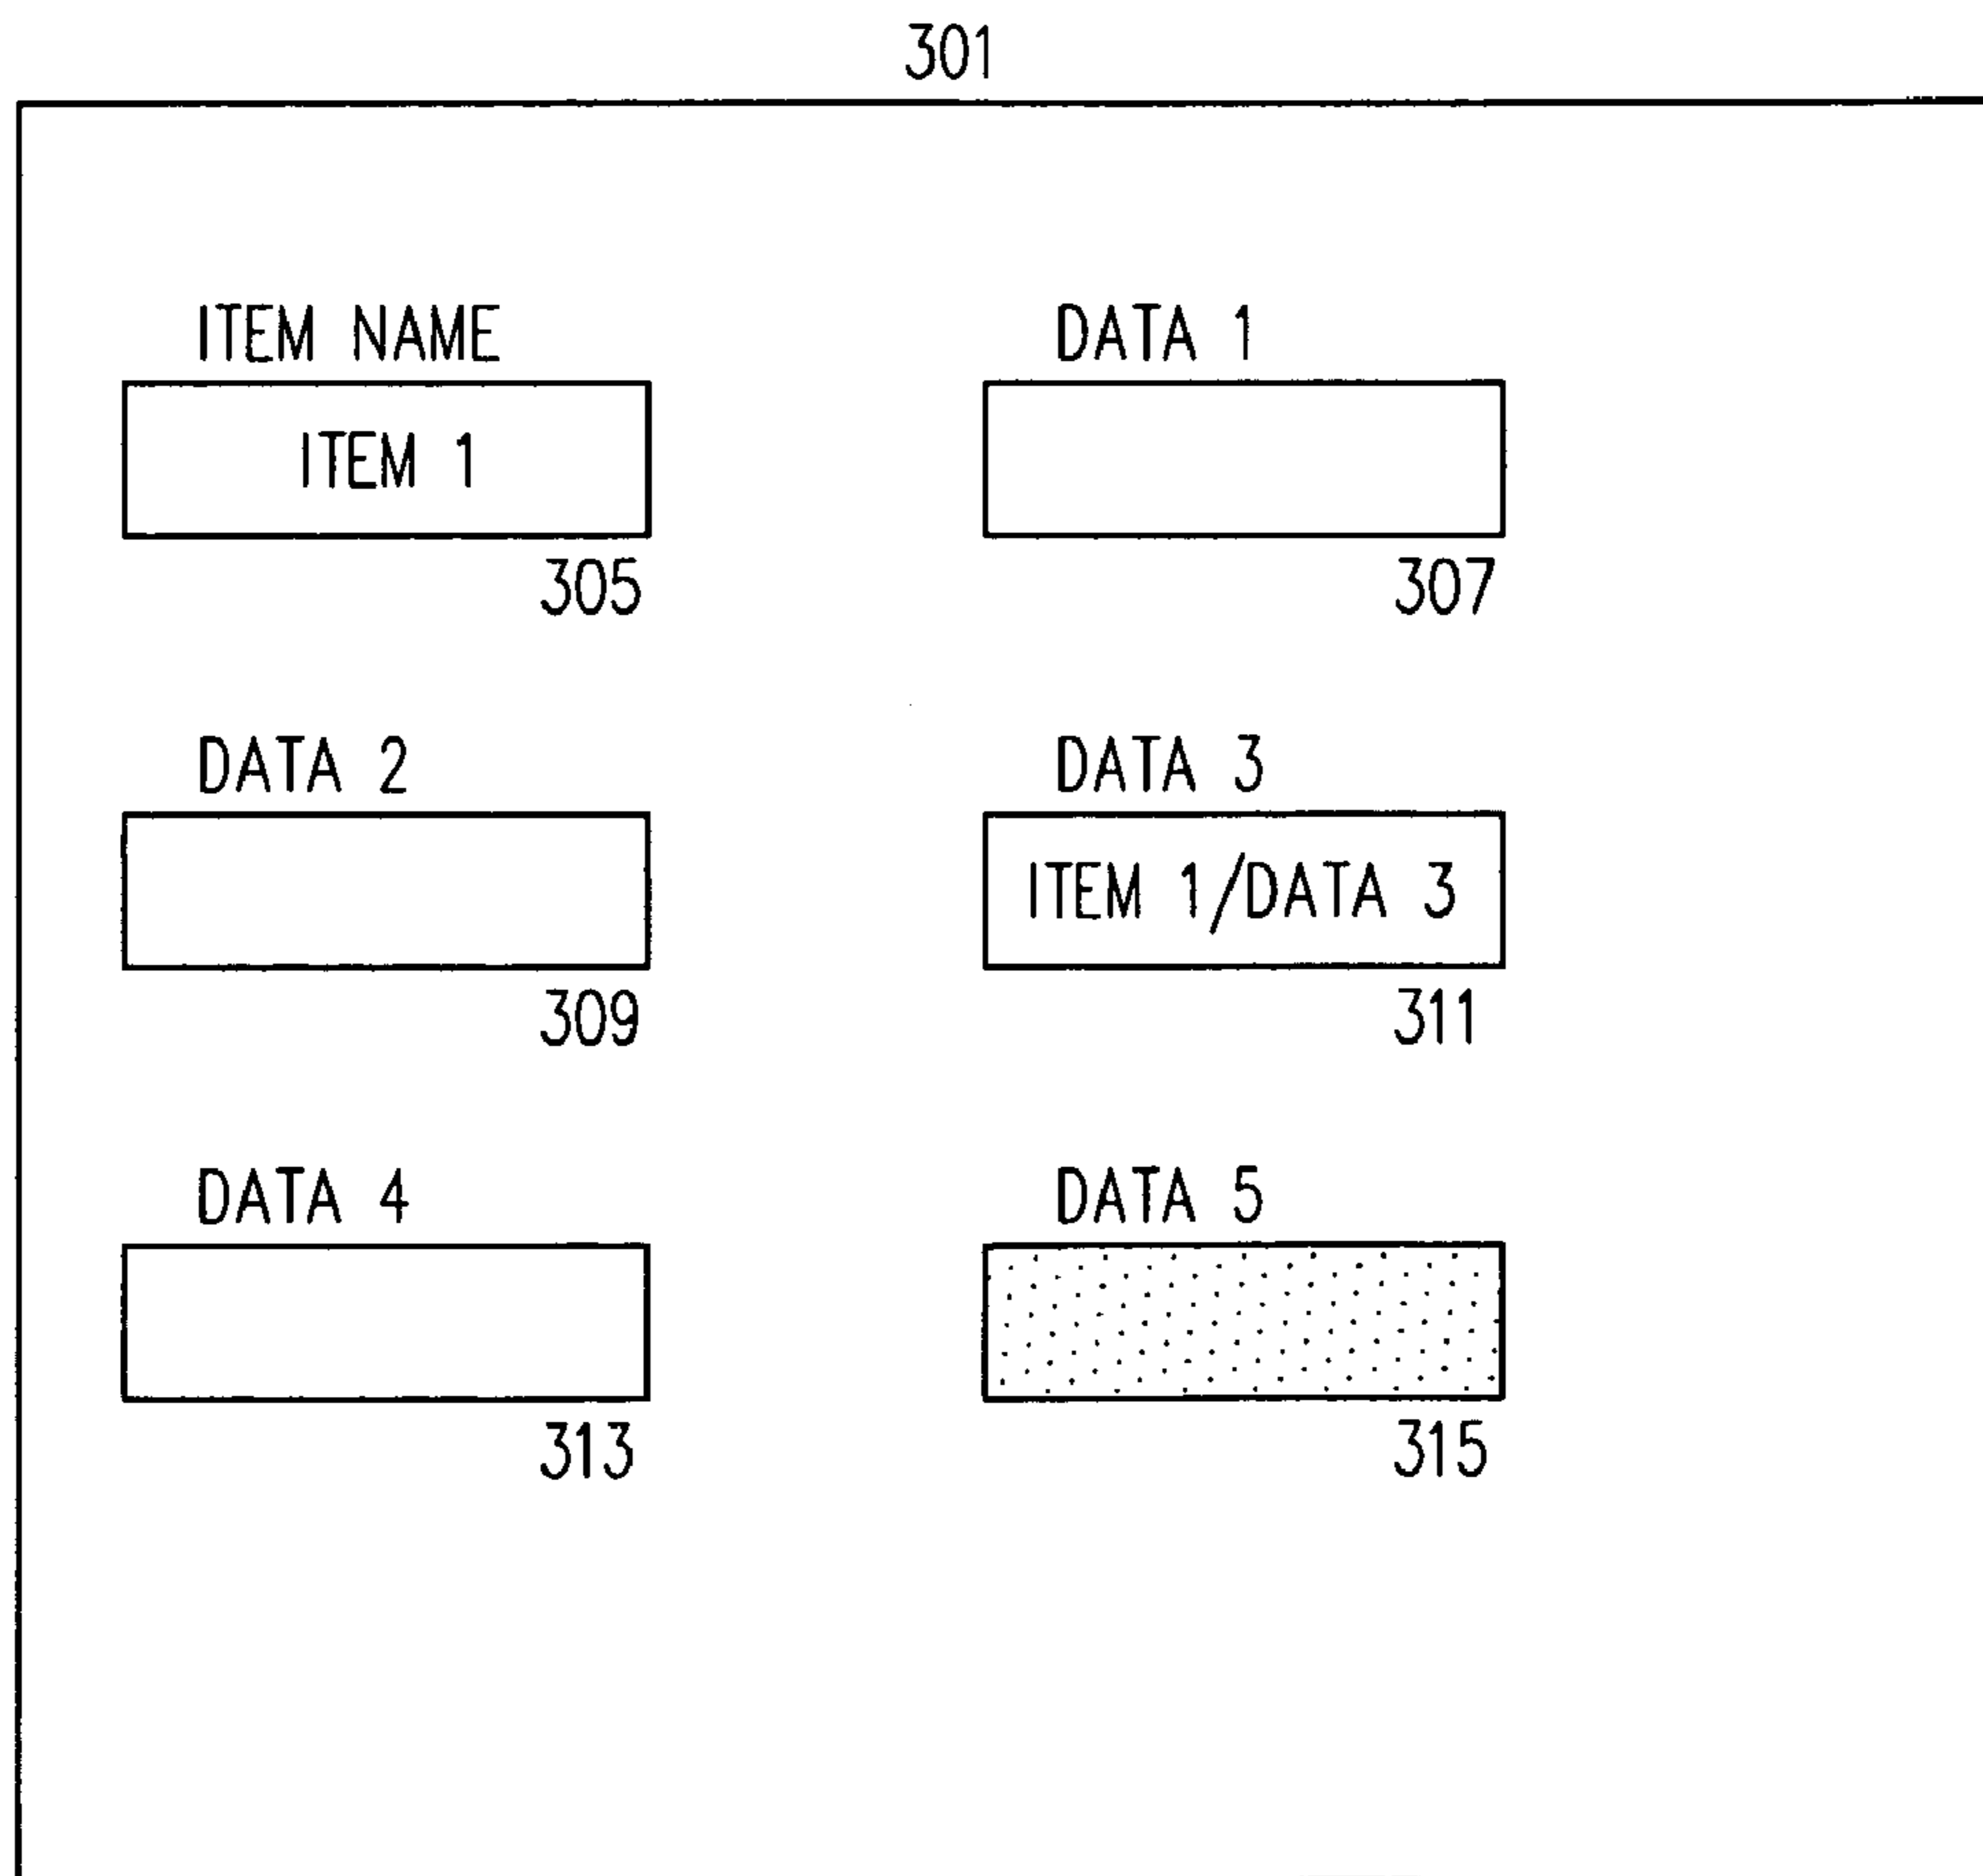 301
ITEM NAME DATA 1
ITEM 1
305 307
DATA 2 DATA 3
ITEM 1/DATA 3
309 311
DATA 4 DATA 5
313 315